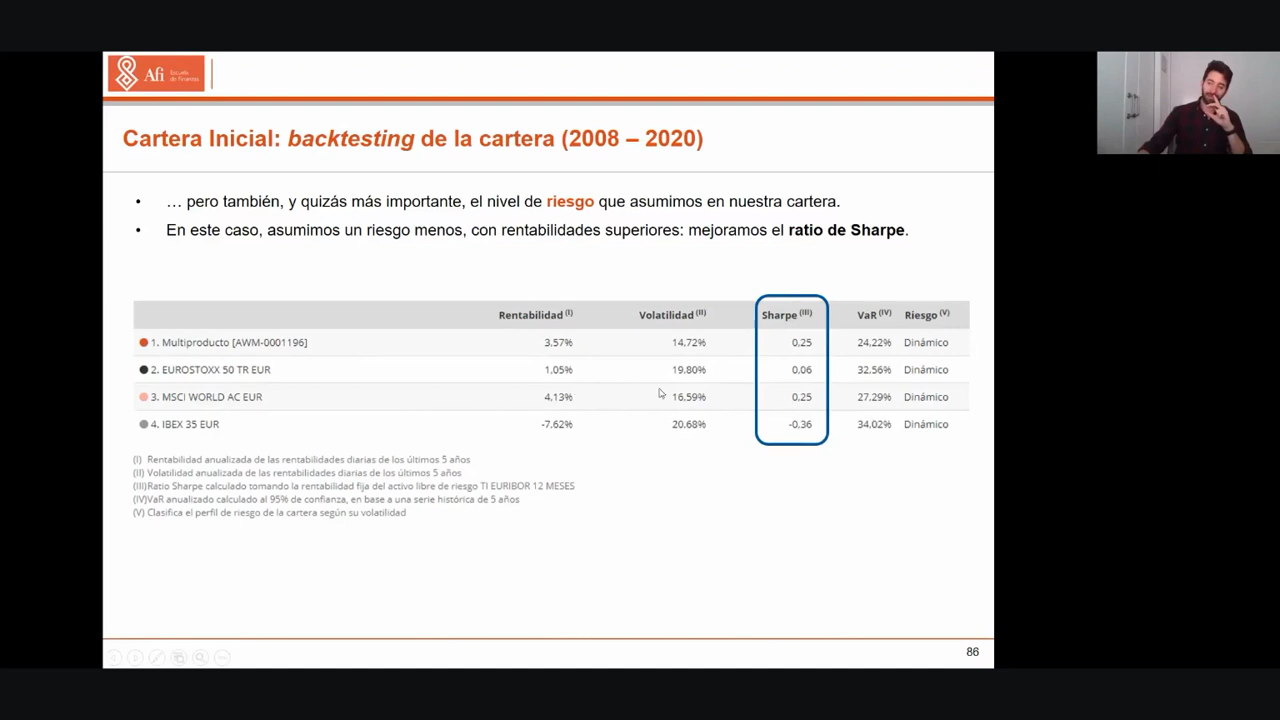 Afi Escuela de Finanzas
Cartera Inicial: backtesting de la cartera (2008 – 2020)
• … pero también, y quizás más importante, el nivel de riesgo que asumimos en nuestra cartera.
• En este caso, asumimos un riesgo menos, con rentabilidades superiores: mejoramos el ratio de Sharpe.
Rentabilidad (I) Volatilidad (II) Sharpe (III) VaR (IV) Riesgo (V)
1. Multiproducto [AWM-0001196] 3,57% 14,72% 0,25 24,22% Dinámico
2. EUROSTOXX 50 TR EUR 1,05% 19,80% 0,06 32,56% Dinámico
3. MSCI WORLD AC EUR 4,13% 16,59% 0,25 27,29% Dinámico
4. IBEX 35 EUR -7,62% 20,68% -0,36 34,02% Dinámico
(I) Rentabilidad anualizada de las rentabilidades diarias de los últimos 5 años
(II) Volatilidad anualizada de las rentabilidades diarias de los últimos 5 años
(III)Ratio Sharpe calculado tomando la rentabilidad fija del activo libre de riesgo TI EURIBOR 12 MESES
(IV)VaR anualizado calculado al 95% de confianza, en base a una serie histórica de 5 años
(V) Clasifica el perfil de riesgo de la cartera según su volatilidad
86